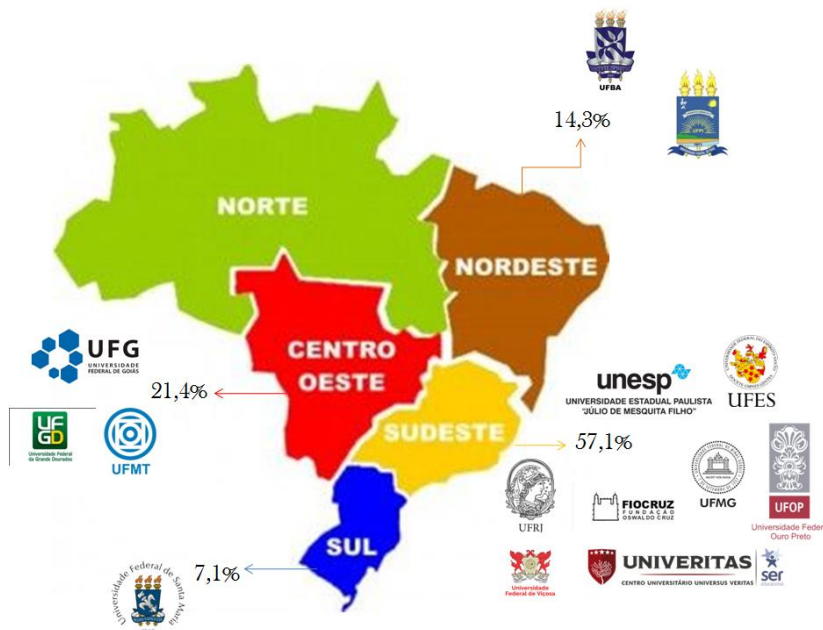 UFBA
14,3%
UFPI
NORTE
NORDESTE
UFG
UNIVERSIDADE
FEDERAL DE GOIÁS
CENTRO
OESTE
21,4%
unesp
UNIVERSIDADE ESTADUAL PAULISTA
"JÚLIO DE MESQUITA FILHO"
UFES
UF
GD
Universidade Federal
da Grande Dourados
UFMT
SUDESTE
57,1%
UFRJ
FIOCRUZ
FUNDAÇÃO
OSWALDO CRUZ
UFMG
UFOP
Universidade Feder
Ouro Preto
SUL
7,1%
Universidade Federal de Santa Maria
Universidade
Federal de Viçosa
UNIVERITAS
CENTRO UNIVERSITÁRIO UNIVERSUS VERITAS
ser